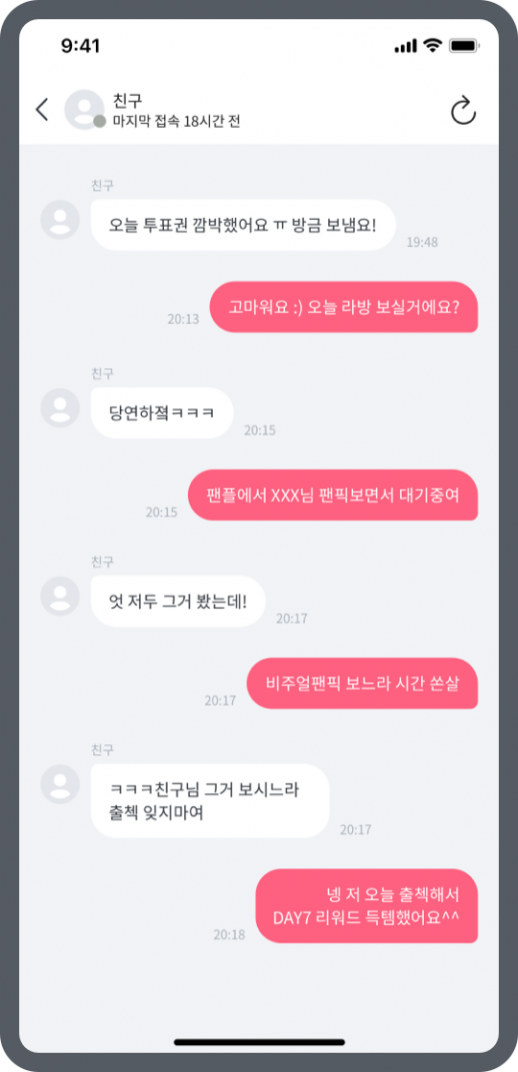 9:41
친구
마지막 접속 18시간 전
친구
오늘 투표권 깜박했어요 ㅠ 방금 보냄요!
19:48
고마워요 :) 오늘 라방 보실거에요?
20:13
친구
당연하졐ㅋㅋㅋ
20:15
팬플에서 XXX님 팬픽보면서 대기중여
20:15
친구
엇 저두 그거 봤는데!
20:17
비주얼팬픽 보느라 시간 쏜살
20:17
친구
ㅋㅋㅋ친구님 그거 보시느라
출첵 잊지마여
20:17
넹 저 오늘 출첵해서
DAY7 리워드 득템했어요^^
20:18